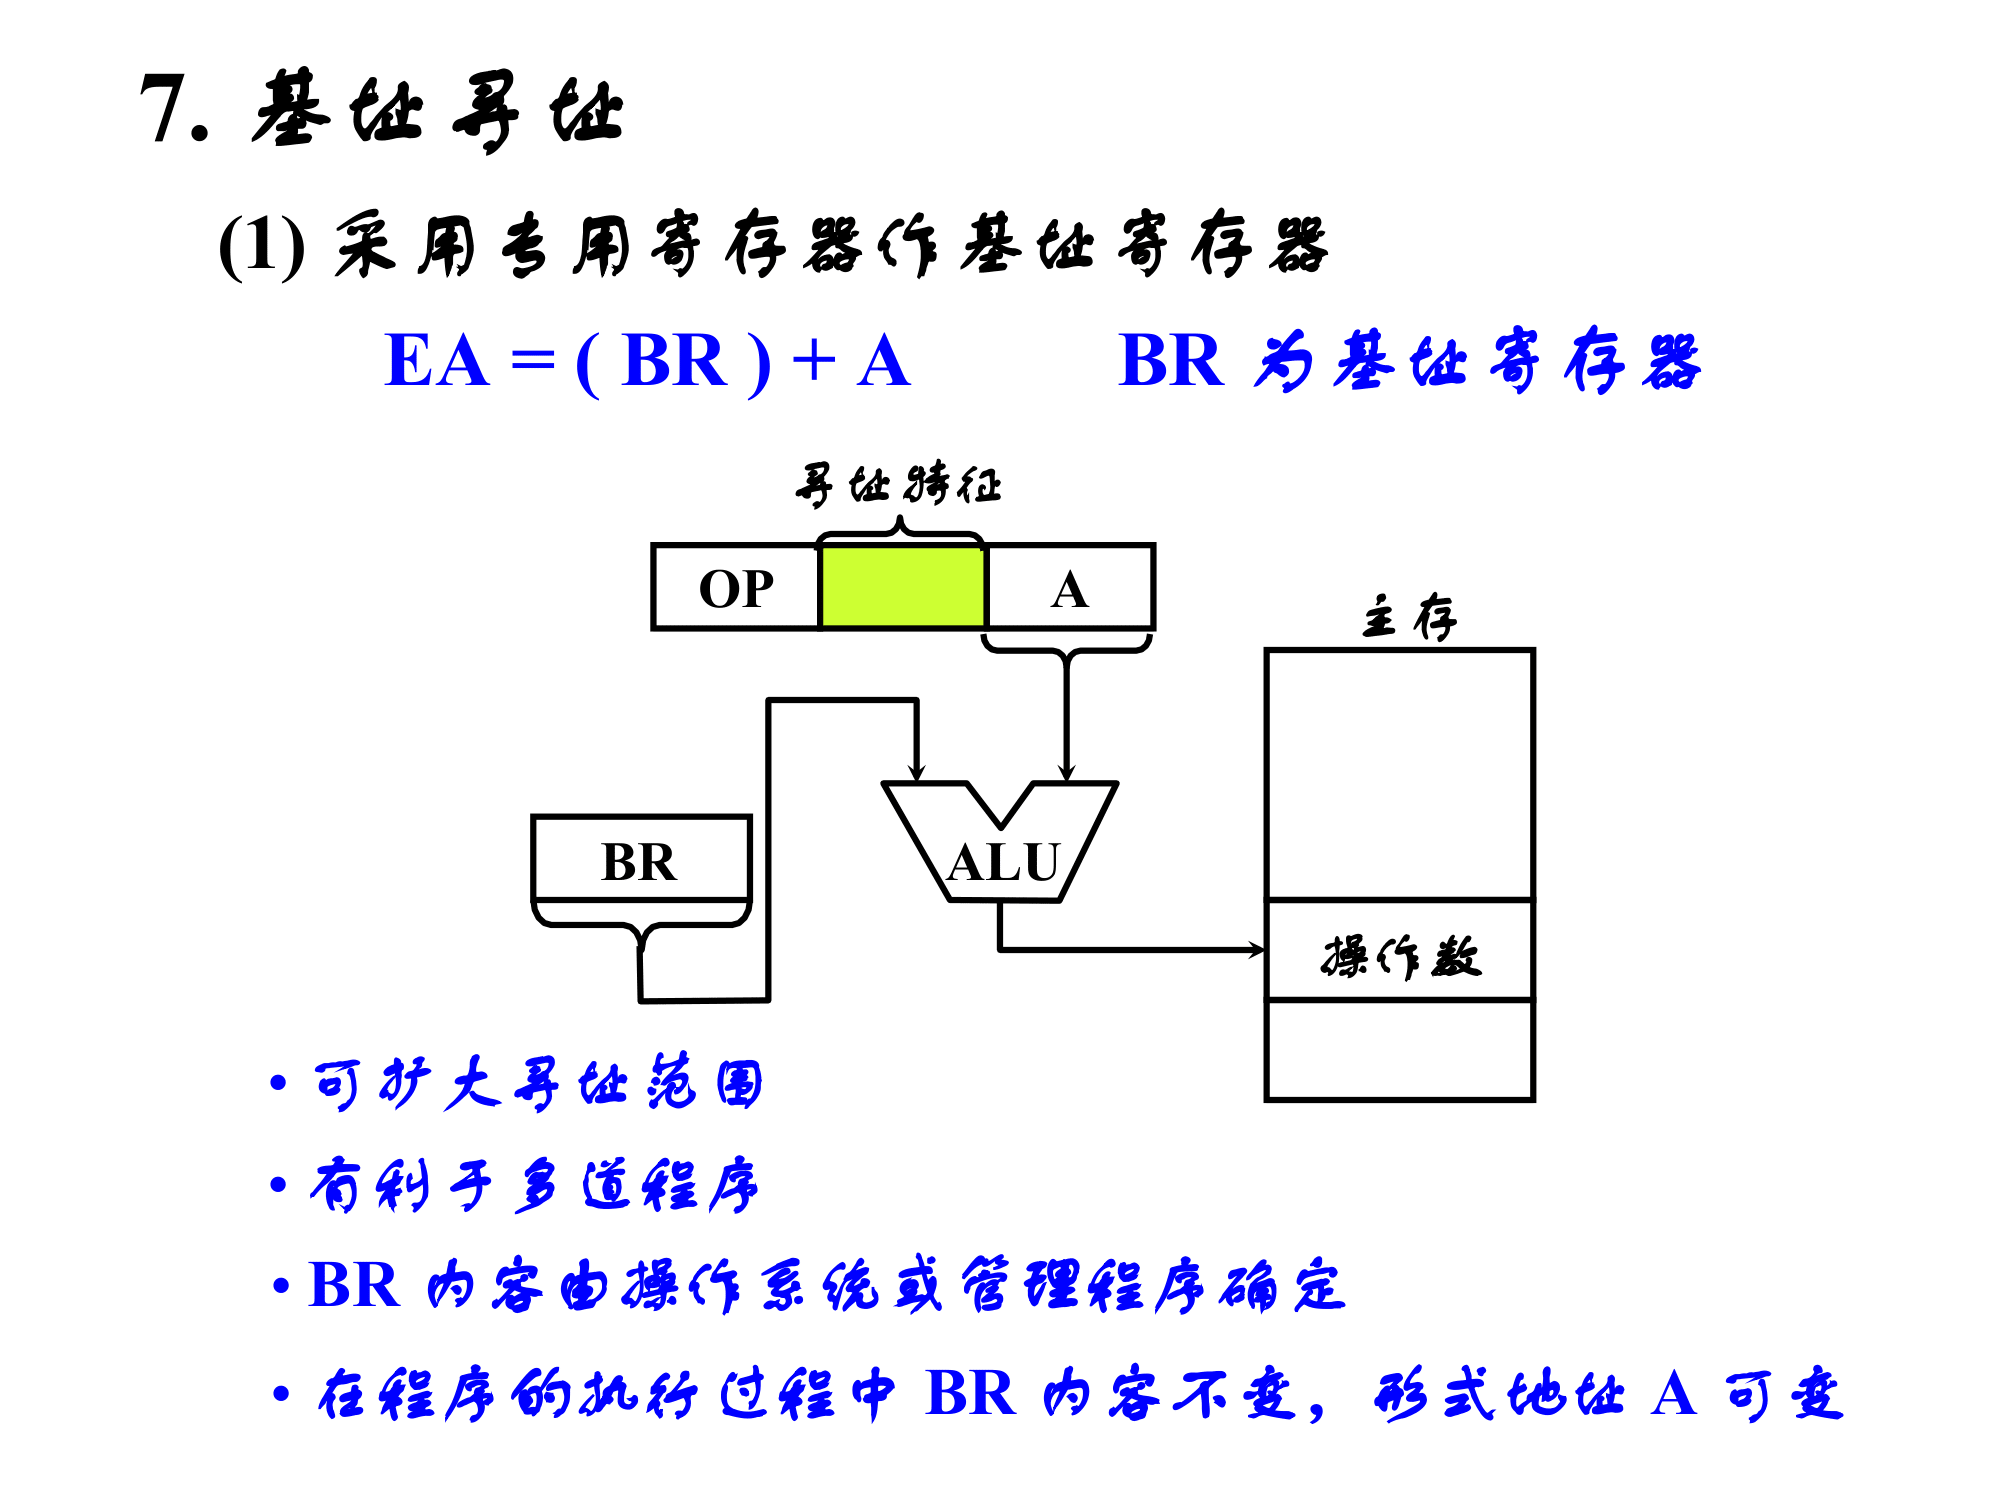 7. 基址寻址
(1) 采用专用寄存器作基址寄存器
EA = ( BR ) + A BR 为基址寄存器
寻址特征
OP A
主存
BR
ALU
操作数
• 可扩大寻址范围
• 有利于多道程序
• BR 内容由操作系统或管理程序确定
• 在程序的执行过程中 BR 内容不变，形式地址 A 可变